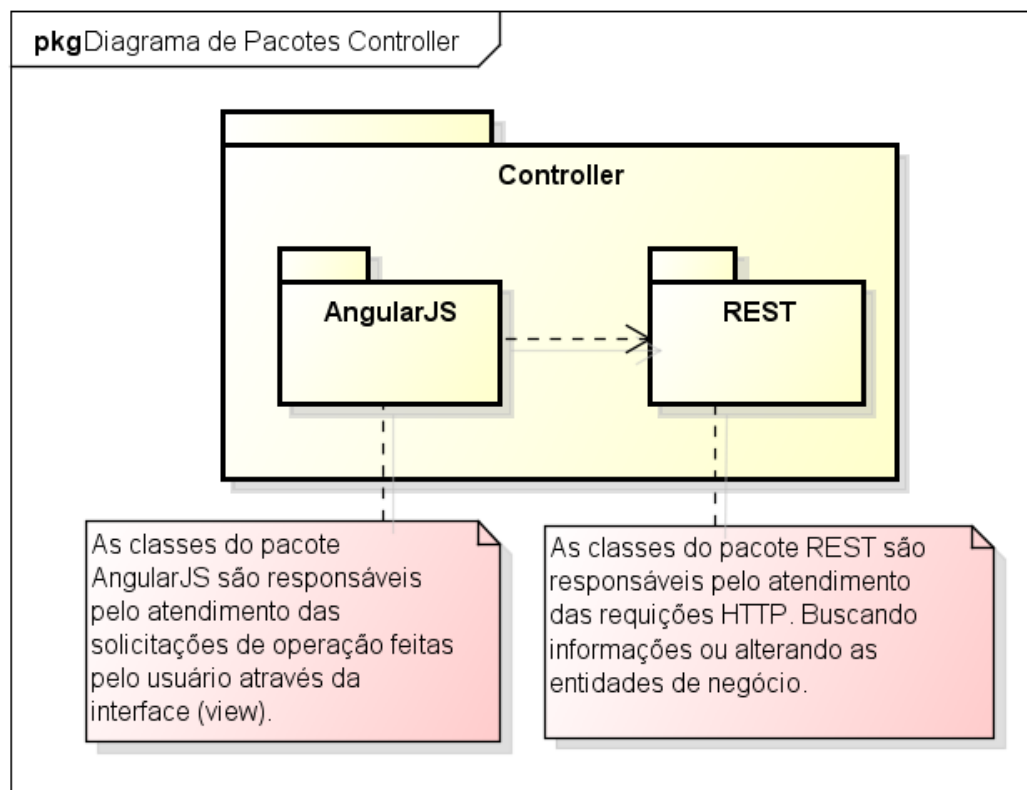 pkg Diagrama de Pacotes Controller
Controller
AngularJS
REST
As classes do pacote
AngularJS são responsáveis
pelo atendimento das
solicitações de operação feitas
pelo usuário através da
interface (view).
As classes do pacote REST são
responsáveis pelo atendimento
das requições HTTP. Buscando
informações ou alterando as
entidades de negócio.